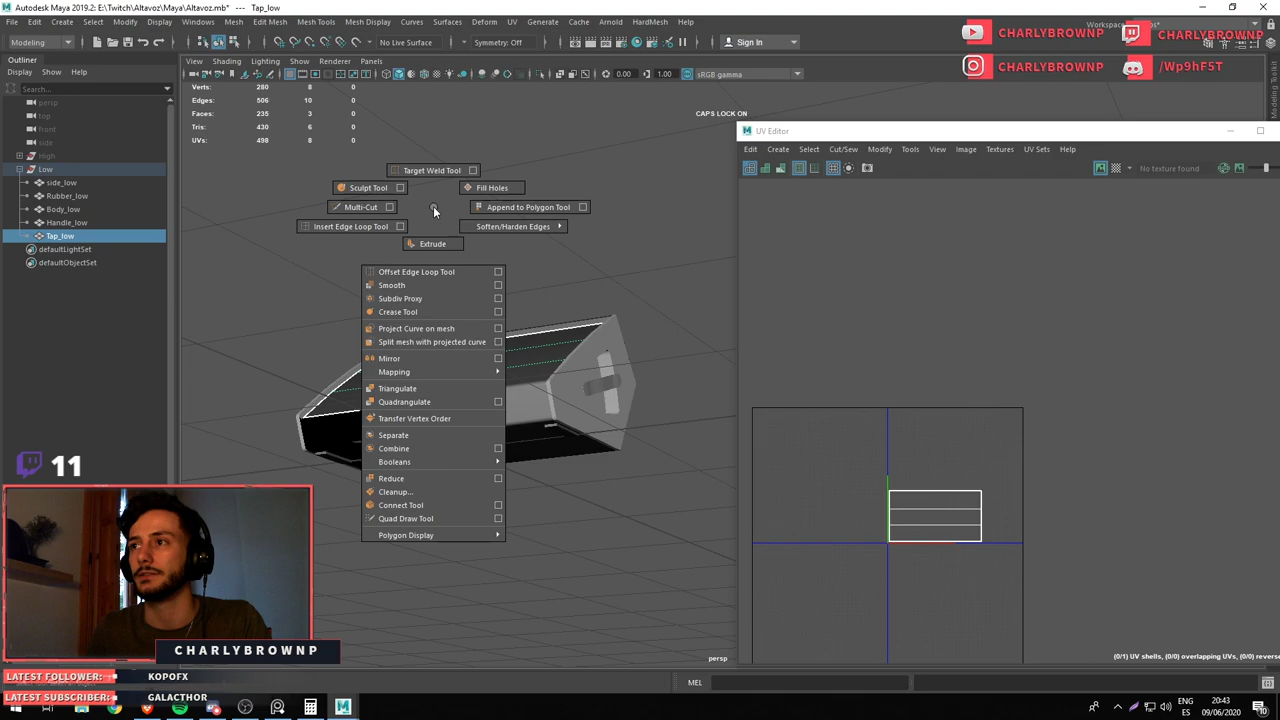 Autodesk Maya 2019.2: E:\Twitch\Altavoz\Maya\Altavoz.mb* --- Tap_low
File Edit Create Select Modify Display Windows Mesh Edit Mesh Mesh Tools Mesh Display Curves Surfaces Deform UV Generate Cache Arnold HardMesh Help
Modeling No Live Surface Symmetry: Off Sign In
CHARLYBROWNP CHARLYBROWNP
CHARLYBROWNP /Wp9hF5T
Outliner
Display Show Help
Search...
persp
top
front
side
High
Low
side_low
Rubber_low
Body_low
Handle_low
Tap_low
defaultLightSet
defaultObjectSet
View Shading Lighting Show Renderer Panels
0.00 1.00 sRGB gamma
Verts: 280 8 0
Edges: 506 10 0
Faces: 235 3 0
Tris: 430 6 0
UVs: 498 8 0
CAPS LOCK ON
Target Weld Tool
Sculpt Tool Fill Holes
Multi-Cut Append to Polygon Tool
Insert Edge Loop Tool Soften/Harden Edges
Extrude
Offset Edge Loop Tool
Smooth
Subdiv Proxy
Crease Tool
Project Curve on mesh
Split mesh with projected curve
Mirror
Mapping
Triangulate
Quadrangulate
Transfer Vertex Order
Separate
Combine
Booleans
Reduce
Cleanup...
Connect Tool
Quad Draw Tool
Polygon Display
persp
UV Editor
Edit Create Select Cut/Sew Modify Tools View Image Textures UV Sets Help
No texture found
(0/1) UV shells, (0/0) overlapping UVs, (0/0) reverse
Modeling Toolkit
11
CHARLYBROWNP
LATEST FOLLOWER: KOPOFX
LATEST SUBSCRIBER: GALACTHOR
MEL
ENG
ES
20:43
09/06/2020
10